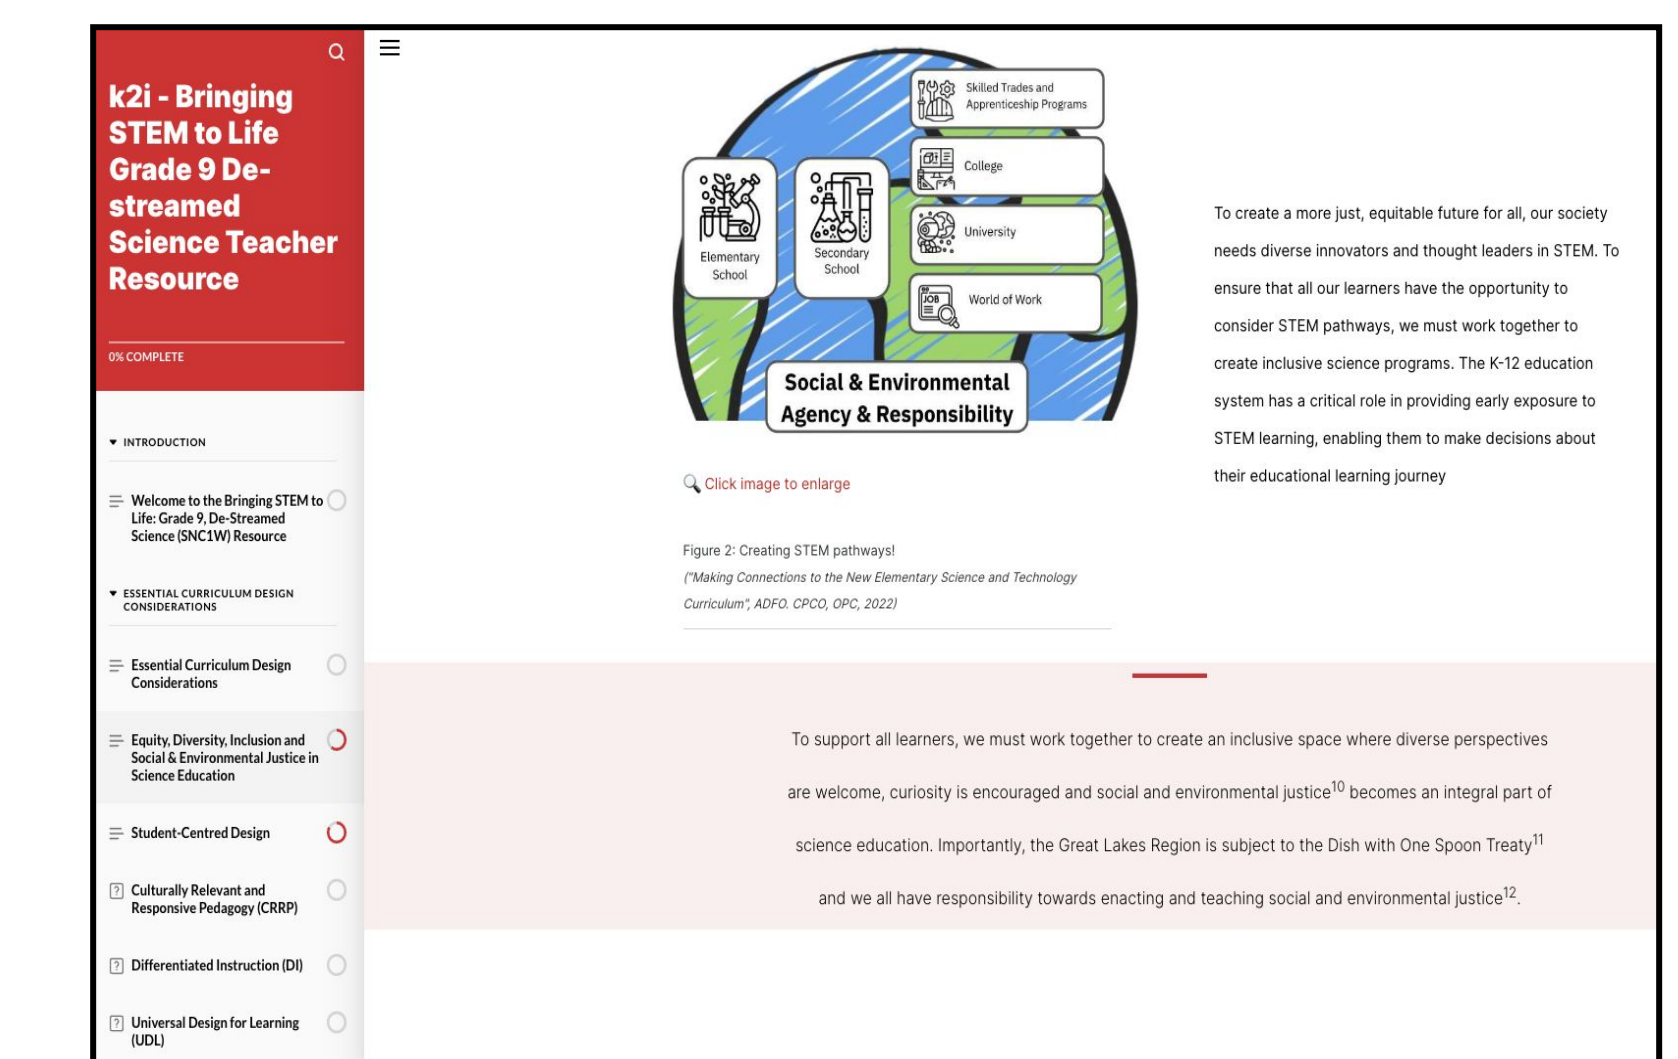 k2i - Bringing
STEM to Life
Grade 9 De-
streamed
Science Teacher
Resource
0% COMPLETE
INTRODUCTION
Welcome to the Bringing STEM to
Life: Grade 9, De-Streamed
Science (SNC1W) Resource
ESSENTIAL CURRICULUM DESIGN
CONSIDERATIONS
Essential Curriculum Design
Considerations
Equity, Diversity, Inclusion and
Social & Environmental Justice in
Science Education
Student-Centred Design
Culturally Relevant and
Responsive Pedagogy (CRRP)
Differentiated Instruction (DI)
Universal Design for Learning
(UDL)
Elementary
School
Secondary
School
Skilled Trades and
Apprenticeship Programs
College
University
JOB
World of Work
Social & Environmental
Agency & Responsibility
Click image to enlarge
Figure 2: Creating STEM pathways!
("Making Connections to the New Elementary Science and Technology
Curriculum", ADFO. CPCO, OPC, 2022)
To create a more just, equitable future for all, our society
needs diverse innovators and thought leaders in STEM. To
ensure that all our learners have the opportunity to
consider STEM pathways, we must work together to
create inclusive science programs. The K-12 education
system has a critical role in providing early exposure to
STEM learning, enabling them to make decisions about
their educational learning journey
To support all learners, we must work together to create an inclusive space where diverse perspectives
are welcome, curiosity is encouraged and social and environmental justice10 becomes an integral part of
science education. Importantly, the Great Lakes Region is subject to the Dish with One Spoon Treaty11
and we all have responsibility towards enacting and teaching social and environmental justice12.